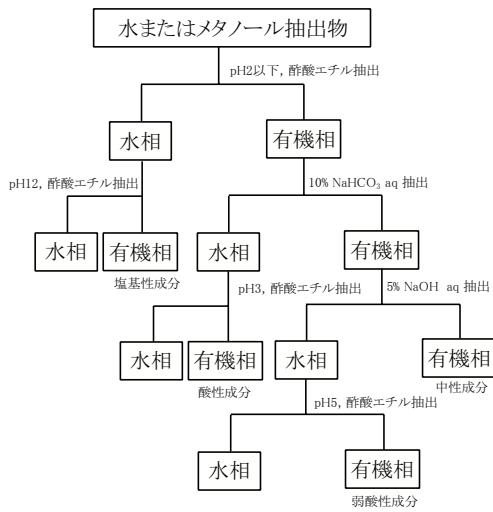 水またはメタノール抽出物
pH2以下, 酢酸エチル抽出
水相
有機相
pH12, 酢酸エチル抽出
10% NaHCO₃ aq 抽出
水相
有機相
水相
有機相
塩基性成分
pH3, 酢酸エチル抽出
5% NaOH aq 抽出
水相
有機相
水相
有機相
酸性成分
中性成分
pH5, 酢酸エチル抽出
水相
有機相
弱酸性成分